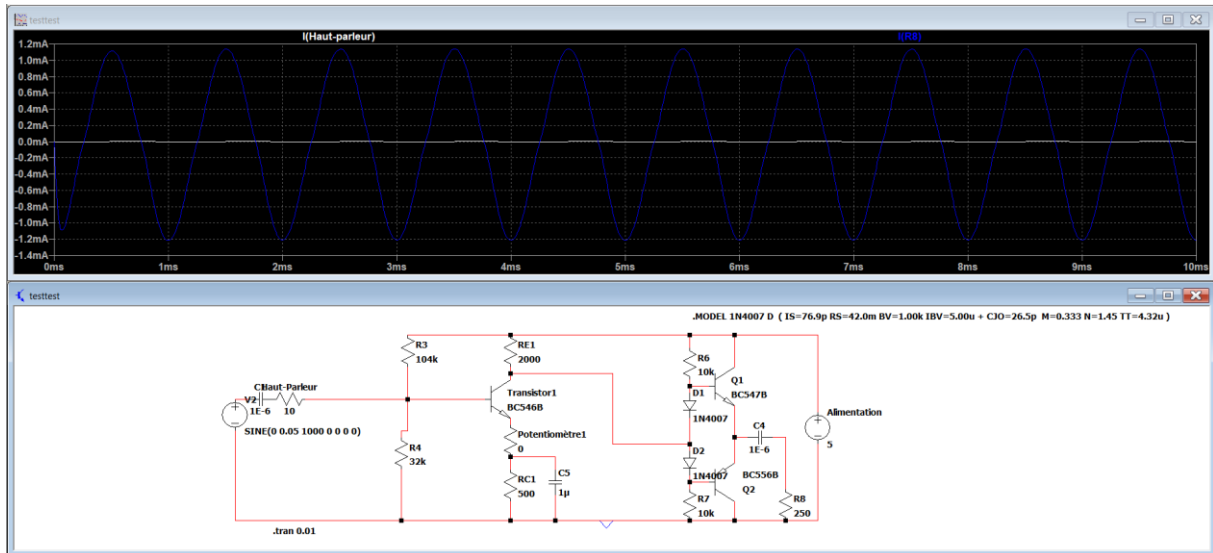 testtest
I(Haut-parleur)
I(R8)
1.2mA
1.0mA
0.8mA
0.6mA
0.4mA
0.2mA
0.0mA
-0.2mA
-0.4mA
-0.6mA
-0.8mA
-1.0mA
-1.2mA
-1.4mA
0ms
1ms
2ms
3ms
4ms
5ms
6ms
7ms
8ms
9ms
10ms
testtest
.MODEL 1N4007 D ( IS=76.9p RS=42.0m BV=1.00k IBV=5.00u + CJO=26.5p M=0.333 N=1.45 TT=4.32u )
R3
104k
RE1
2000
R6
10k
Q1
BC547B
Haut-Parleur
V2
1E-6
10
Transistor1
BC546B
D1
1N4007
Alimentation
5
SINE(0 0.05 1000 0 0 0 0)
R4
32k
Potentiomètre1
0
C4
1E-6
D2
1N4007
BC556B
Q2
RC1
500
C5
1µ
R7
10k
R8
250
.tran 0.01